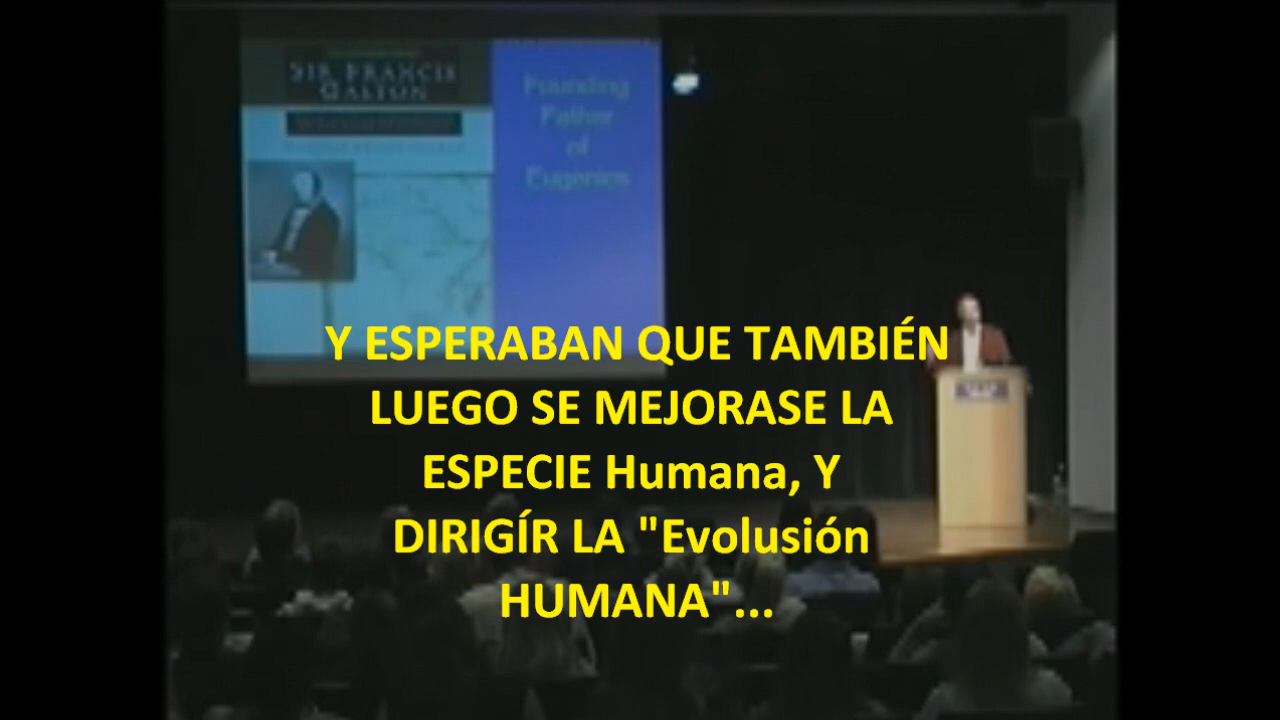 SIR FRANCIS
GALTON
Founding
Father
of
Eugenics
Y ESPERABAN QUE TAMBIÉN
LUEGO SE MEJORASE LA
ESPECIE Humana, Y
DIRIGÍR LA "Evolusión
HUMANA"...